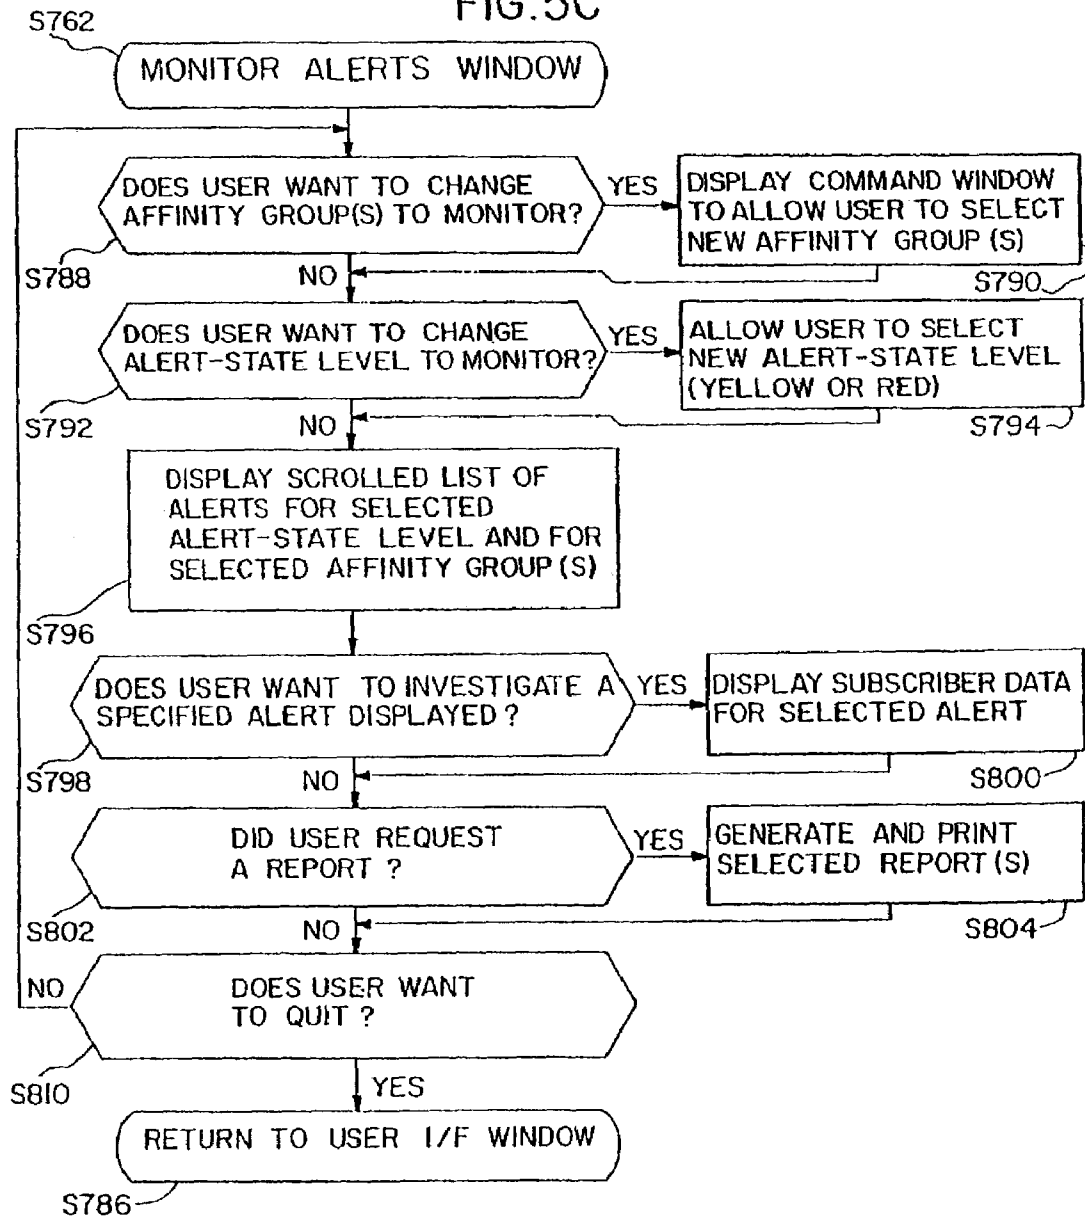 FIG.5C
S762
MONITOR ALERTS WINDOW
DOES USER WANT TO CHANGE
AFFINITY GROUP(S) TO MONITOR?
YES
DISPLAY COMMAND WINDOW
TO ALLOW USER TO SELECT
NEW AFFINITY GROUP (S)
S788
NO
S790
DOES USER WANT TO CHANGE
ALERT-STATE LEVEL TO MONITOR?
YES
ALLOW USER TO SELECT
NEW ALERT-STATE LEVEL
(YELLOW OR RED)
S792
NO
S794
DISPLAY SCROLLED LIST OF
ALERTS FOR SELECTED
ALERT-STATE LEVEL AND FOR
SELECTED AFFINITY GROUP (S)
S796
DOES USER WANT TO INVESTIGATE A
SPECIFIED ALERT DISPLAYED ?
YES
DISPLAY SUBSCRIBER DATA
FOR SELECTED ALERT
S798
NO
S800
DID USER REQUEST
A REPORT ?
YES
GENERATE AND PRINT
SELECTED REPORT (S)
S802
NO
S804
NO
DOES USER WANT
TO QUIT ?
S810
YES
RETURN TO USER I/F WINDOW
S786